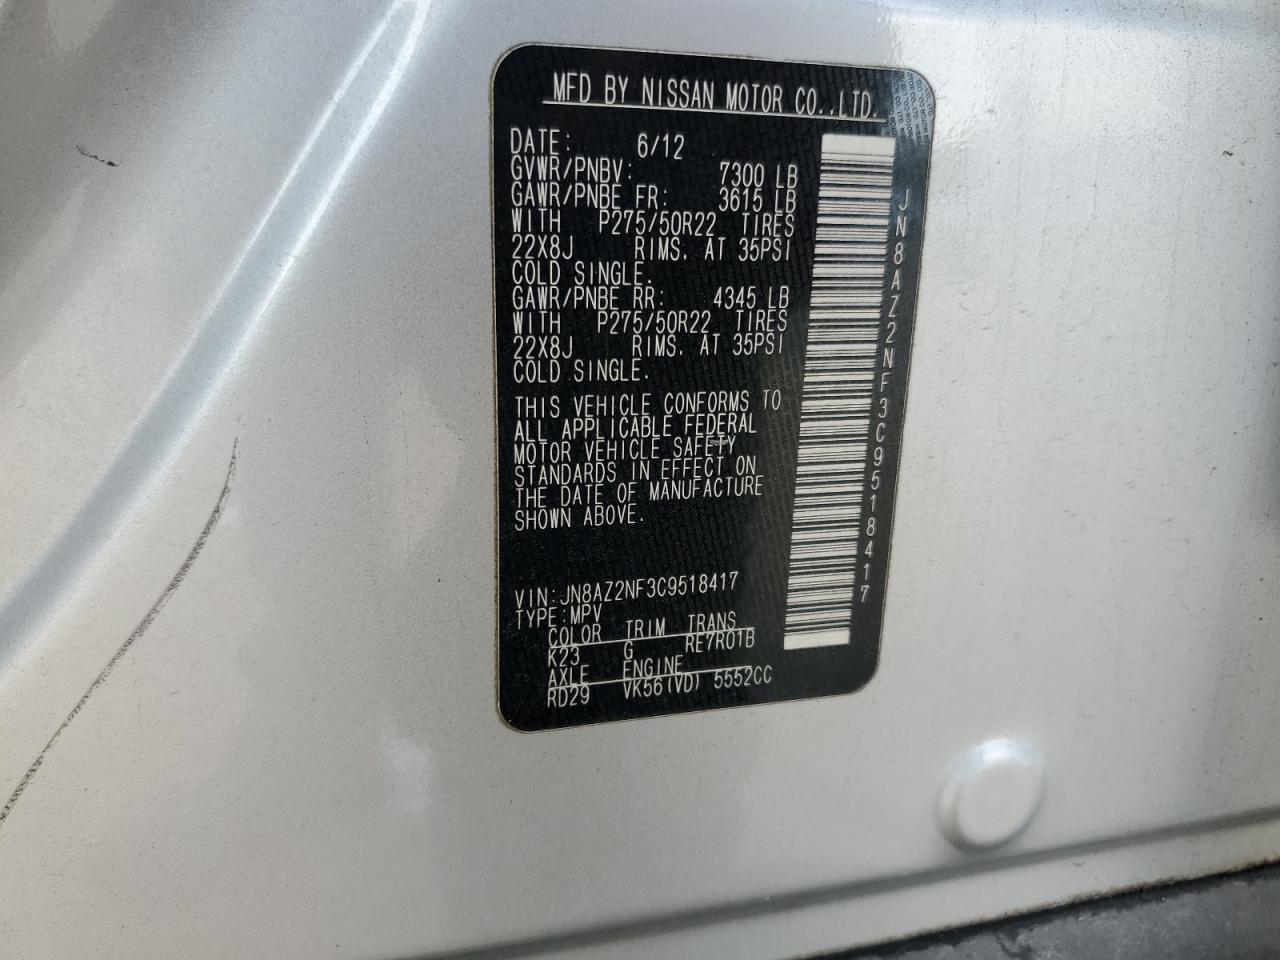 MFD BY NISSAN MOTOR CO.,LTD.
DATE: 6/12
GVWR/PNBV: 7300 LB
GAWR/PNBE FR: 3615 LB
WITH P275/50R22 TIRES
22X8J RIMS. AT 35PSI
COLD SINGLE.
GAWR/PNBE RR: 4345 LB
WITH P275/50R22 TIRES
22X8J RIMS. AT 35PSI
COLD SINGLE.
THIS VEHICLE CONFORMS TO
ALL APPLICABLE FEDERAL
MOTOR VEHICLE SAFETY
STANDARDS IN EFFECT ON
THE DATE OF MANUFACTURE
SHOWN ABOVE.
VIN:JN8AZ2NF3C9518417
TYPE:MPV
COLOR TRIM TRANS
K23 G RE7R01B
AXLE ENGINE
RD29 VK56(VD) 5552CC
JN8AZ2NF3C9518417